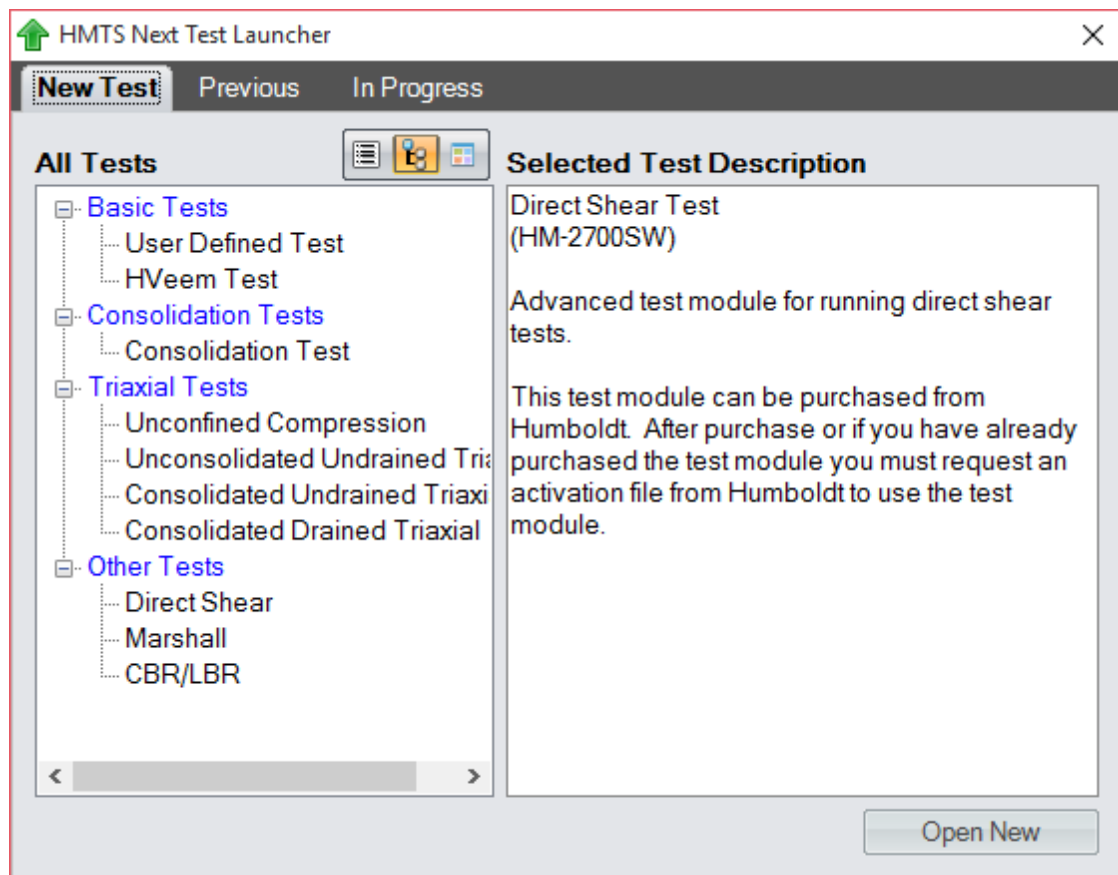 HMTS Next Test Launcher
New Test Previous In Progress
All Tests
Basic Tests
User Defined Test
HVeem Test
Consolidation Tests
Consolidation Test
Triaxial Tests
Unconfined Compression
Unconsolidated Undrained Tria
Consolidated Undrained Triaxi
Consolidated Drained Triaxial
Other Tests
Direct Shear
Marshall
CBR/LBR
Selected Test Description
Direct Shear Test
(HM-2700SW)
Advanced test module for running direct shear
tests.
This test module can be purchased from
Humboldt. After purchase or if you have already
purchased the test module you must request an
activation file from Humboldt to use the test
module.
Open New